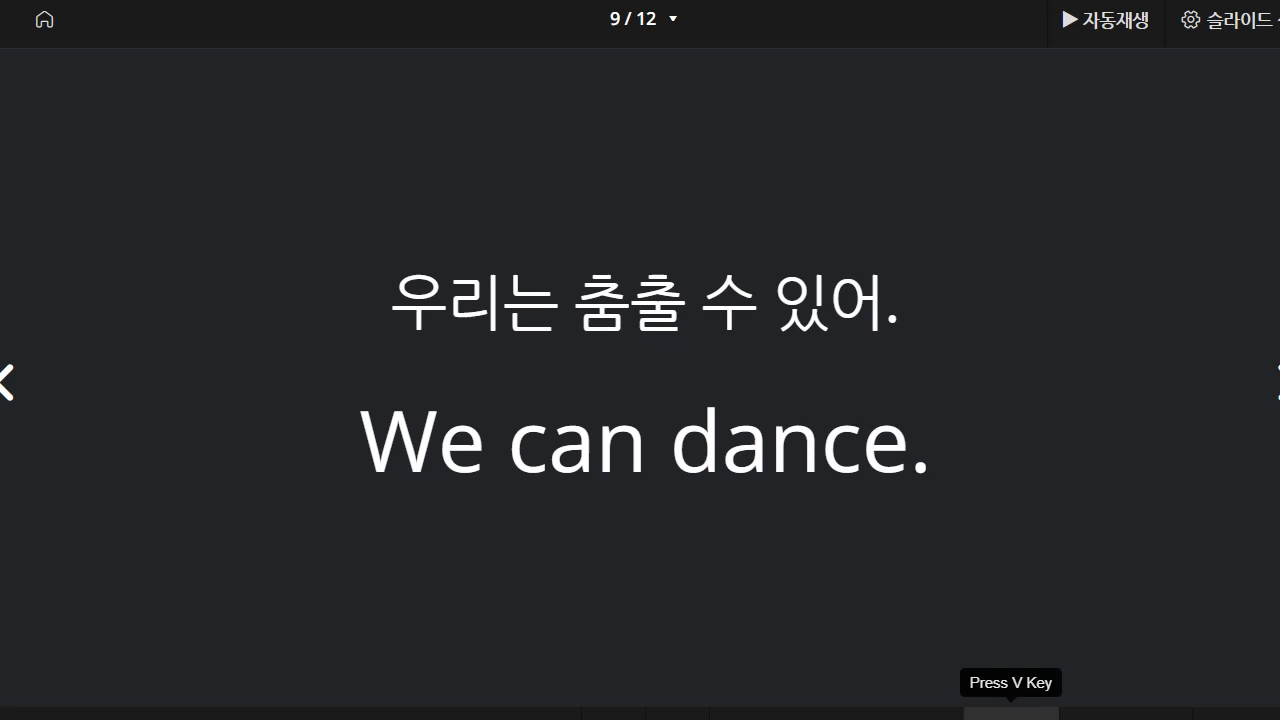 9 / 12
자동재생
슬라이드
우리는 춤출 수 있어.
We can dance.
Press V Key